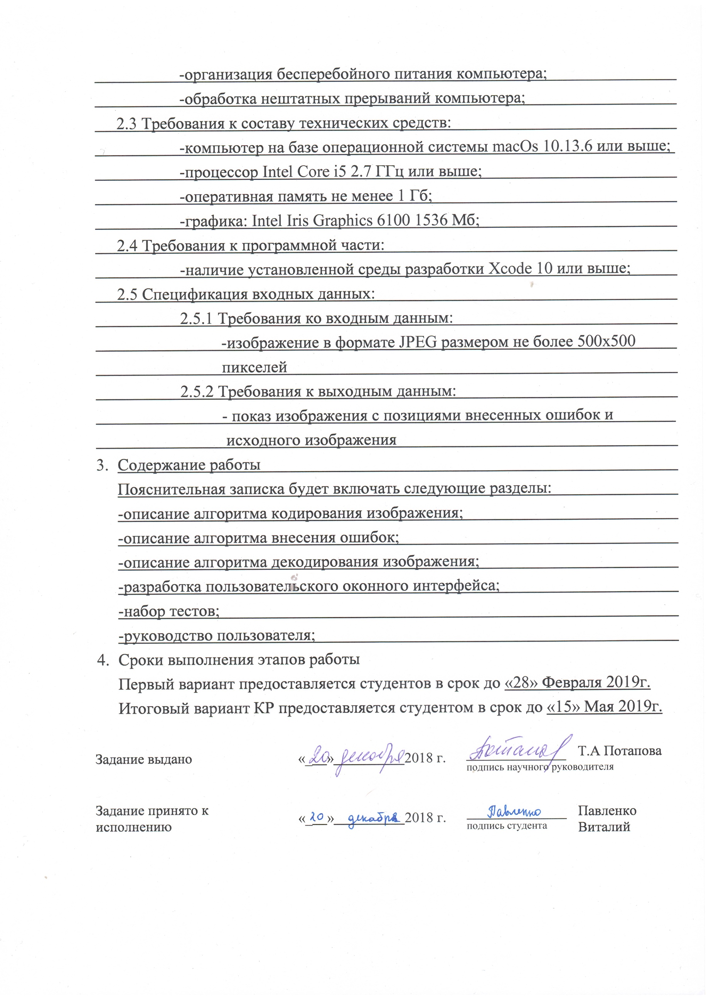 -организация бесперебойного питания компьютера;
-обработка нештатных прерываний компьютера;
2.3 Требования к составу технических средств:
-компьютер на базе операционной системы macOs 10.13.6 или выше;
-процессор Intel Core i5 2.7 ГГц или выше;
-оперативная память не менее 1 Гб;
-графика: Intel Iris Graphics 6100 1536 Мб;
2.4 Требования к программной части:
-наличие установленной среды разработки Xcode 10 или выше;
2.5 Спецификация входных данных:
2.5.1 Требования ко входным данным:
-изображение в формате JPEG размером не более 500x500
пикселей
2.5.2 Требования к выходным данным:
- показ изображения с позициями внесенных ошибок и
исходного изображения
3. Содержание работы
Пояснительная записка будет включать следующие разделы:
-описание алгоритма кодирования изображения;
-описание алгоритма внесения ошибок;
-описание алгоритма декодирования изображения;
-разработка пользовательского оконного интерфейса;
-набор тестов;
-руководство пользователя;
4. Сроки выполнения этапов работы
Первый вариант предоставляется студентов в срок до «28» Февраля 2019г.
Итоговый вариант КР предоставляется студентом в срок до «15» Мая 2019г.
Задание выдано «20» декабря 2018 г. Потапов Т.А Потапова
подпись научного руководителя
Задание принято к исполнению «20» декабря 2018 г. Павленко Павленко Виталий
подпись студента